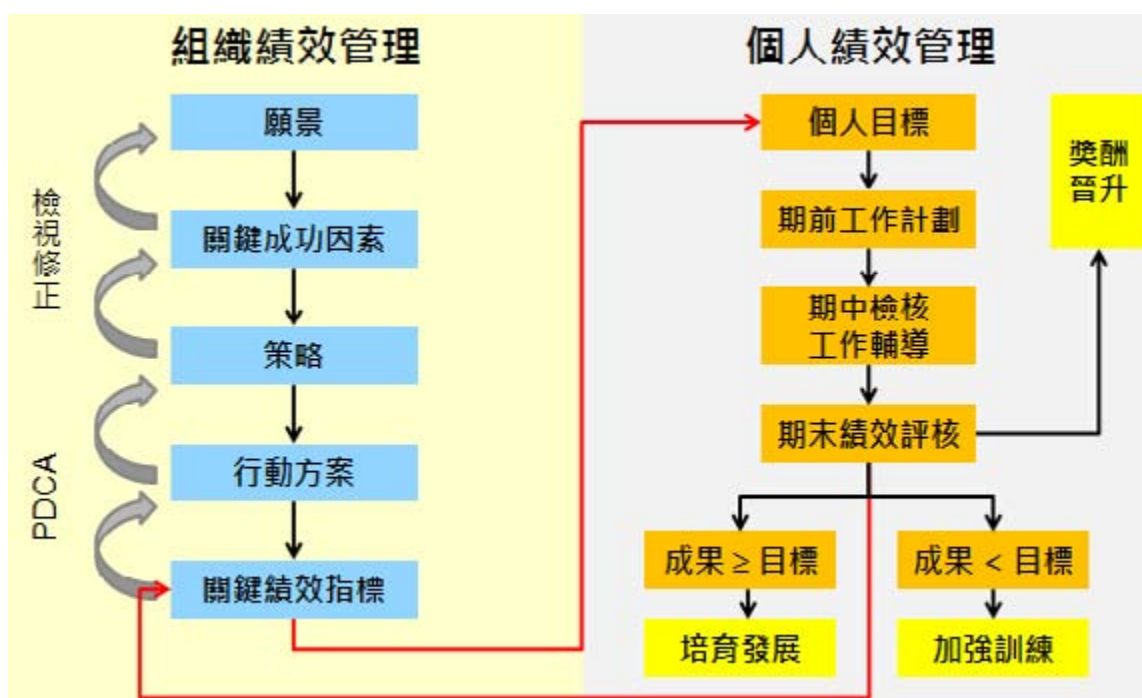 組織績效管理
願景
關鍵成功因素
策略
行動方案
關鍵績效指標
檢視修正
PDCA
個人績效管理
個人目標
期前工作計劃
期中檢核
工作輔導
期末績效評核
成果 ≥ 目標
成果 < 目標
培育發展
加強訓練
獎酬
晉升